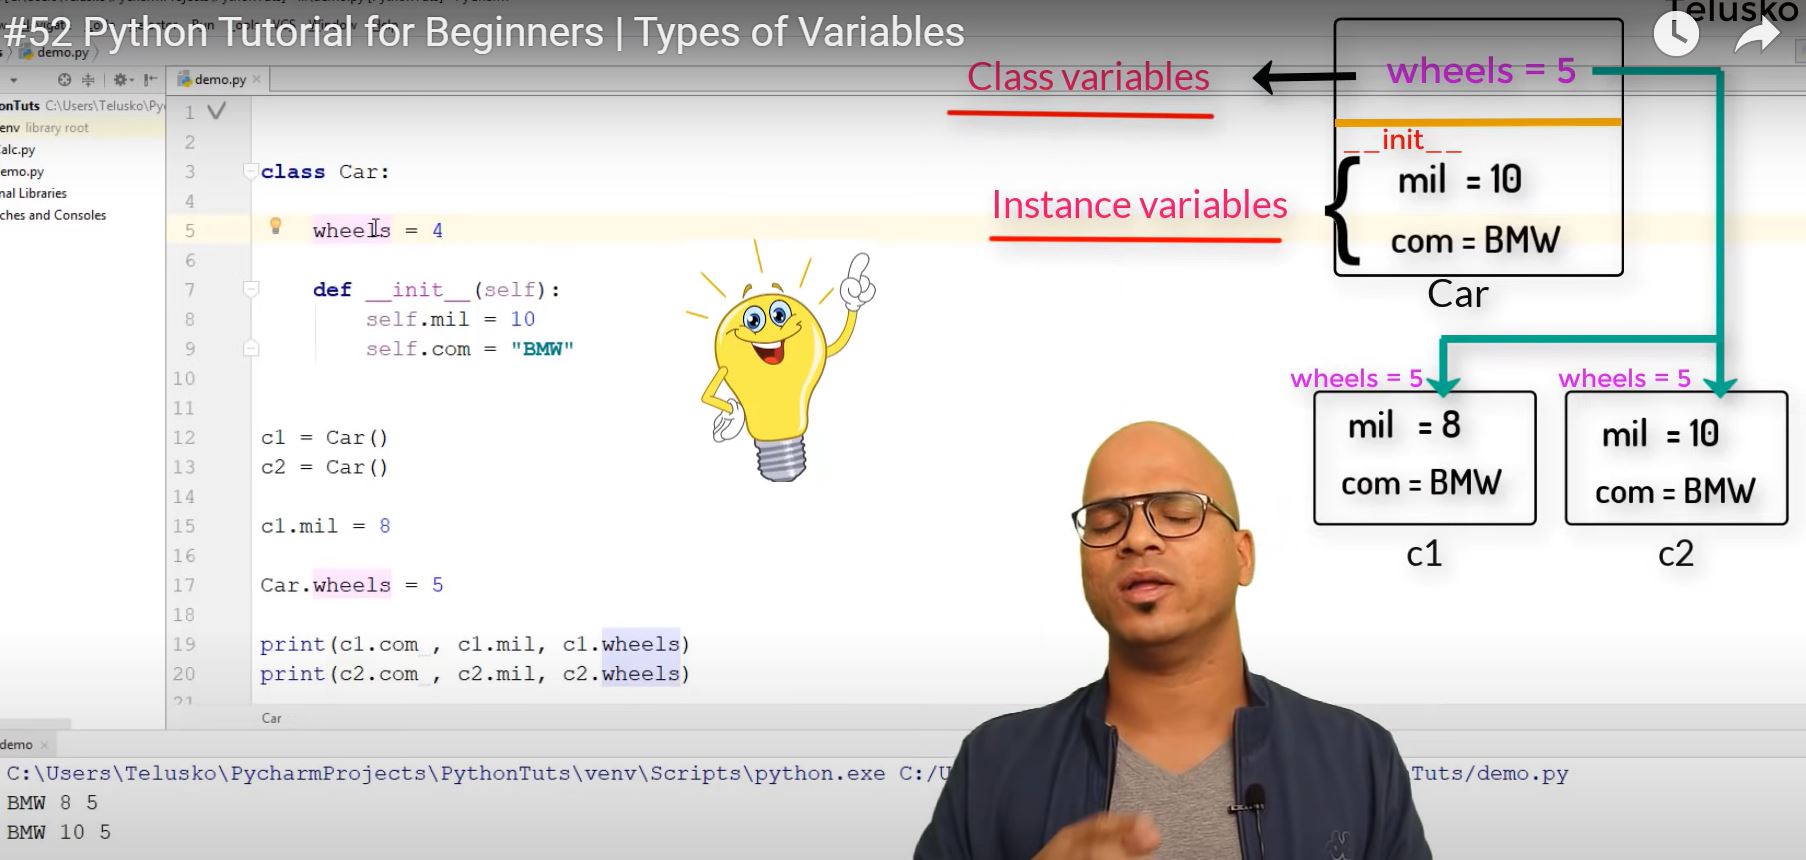 #52 Python Tutorial for Beginners | Types of Variables
Telusko
demo.py
demo.py
onTuts C:\Users\Telusko\Py
env library root
alc.py
emo.py
nal Libraries
ches and Consoles
1
2
3 class Car:
4
5 wheels = 4
6
7 def __init__(self):
8 self.mil = 10
9 self.com = "BMW"
10
11
12 c1 = Car()
13 c2 = Car()
14
15 c1.mil = 8
16
17 Car.wheels = 5
18
19 print(c1.com , c1.mil, c1.wheels)
20 print(c2.com , c2.mil, c2.wheels)
21
Car
Class variables
wheels = 5
__init__
Instance variables
mil = 10
com = BMW
Car
wheels = 5
wheels = 5
mil = 8
com = BMW
c1
mil = 10
com = BMW
c2
demo
C:\Users\Telusko\PycharmProjects\PythonTuts\venv\Scripts\python.exe C:/U Tuts/demo.py
BMW 8 5
BMW 10 5